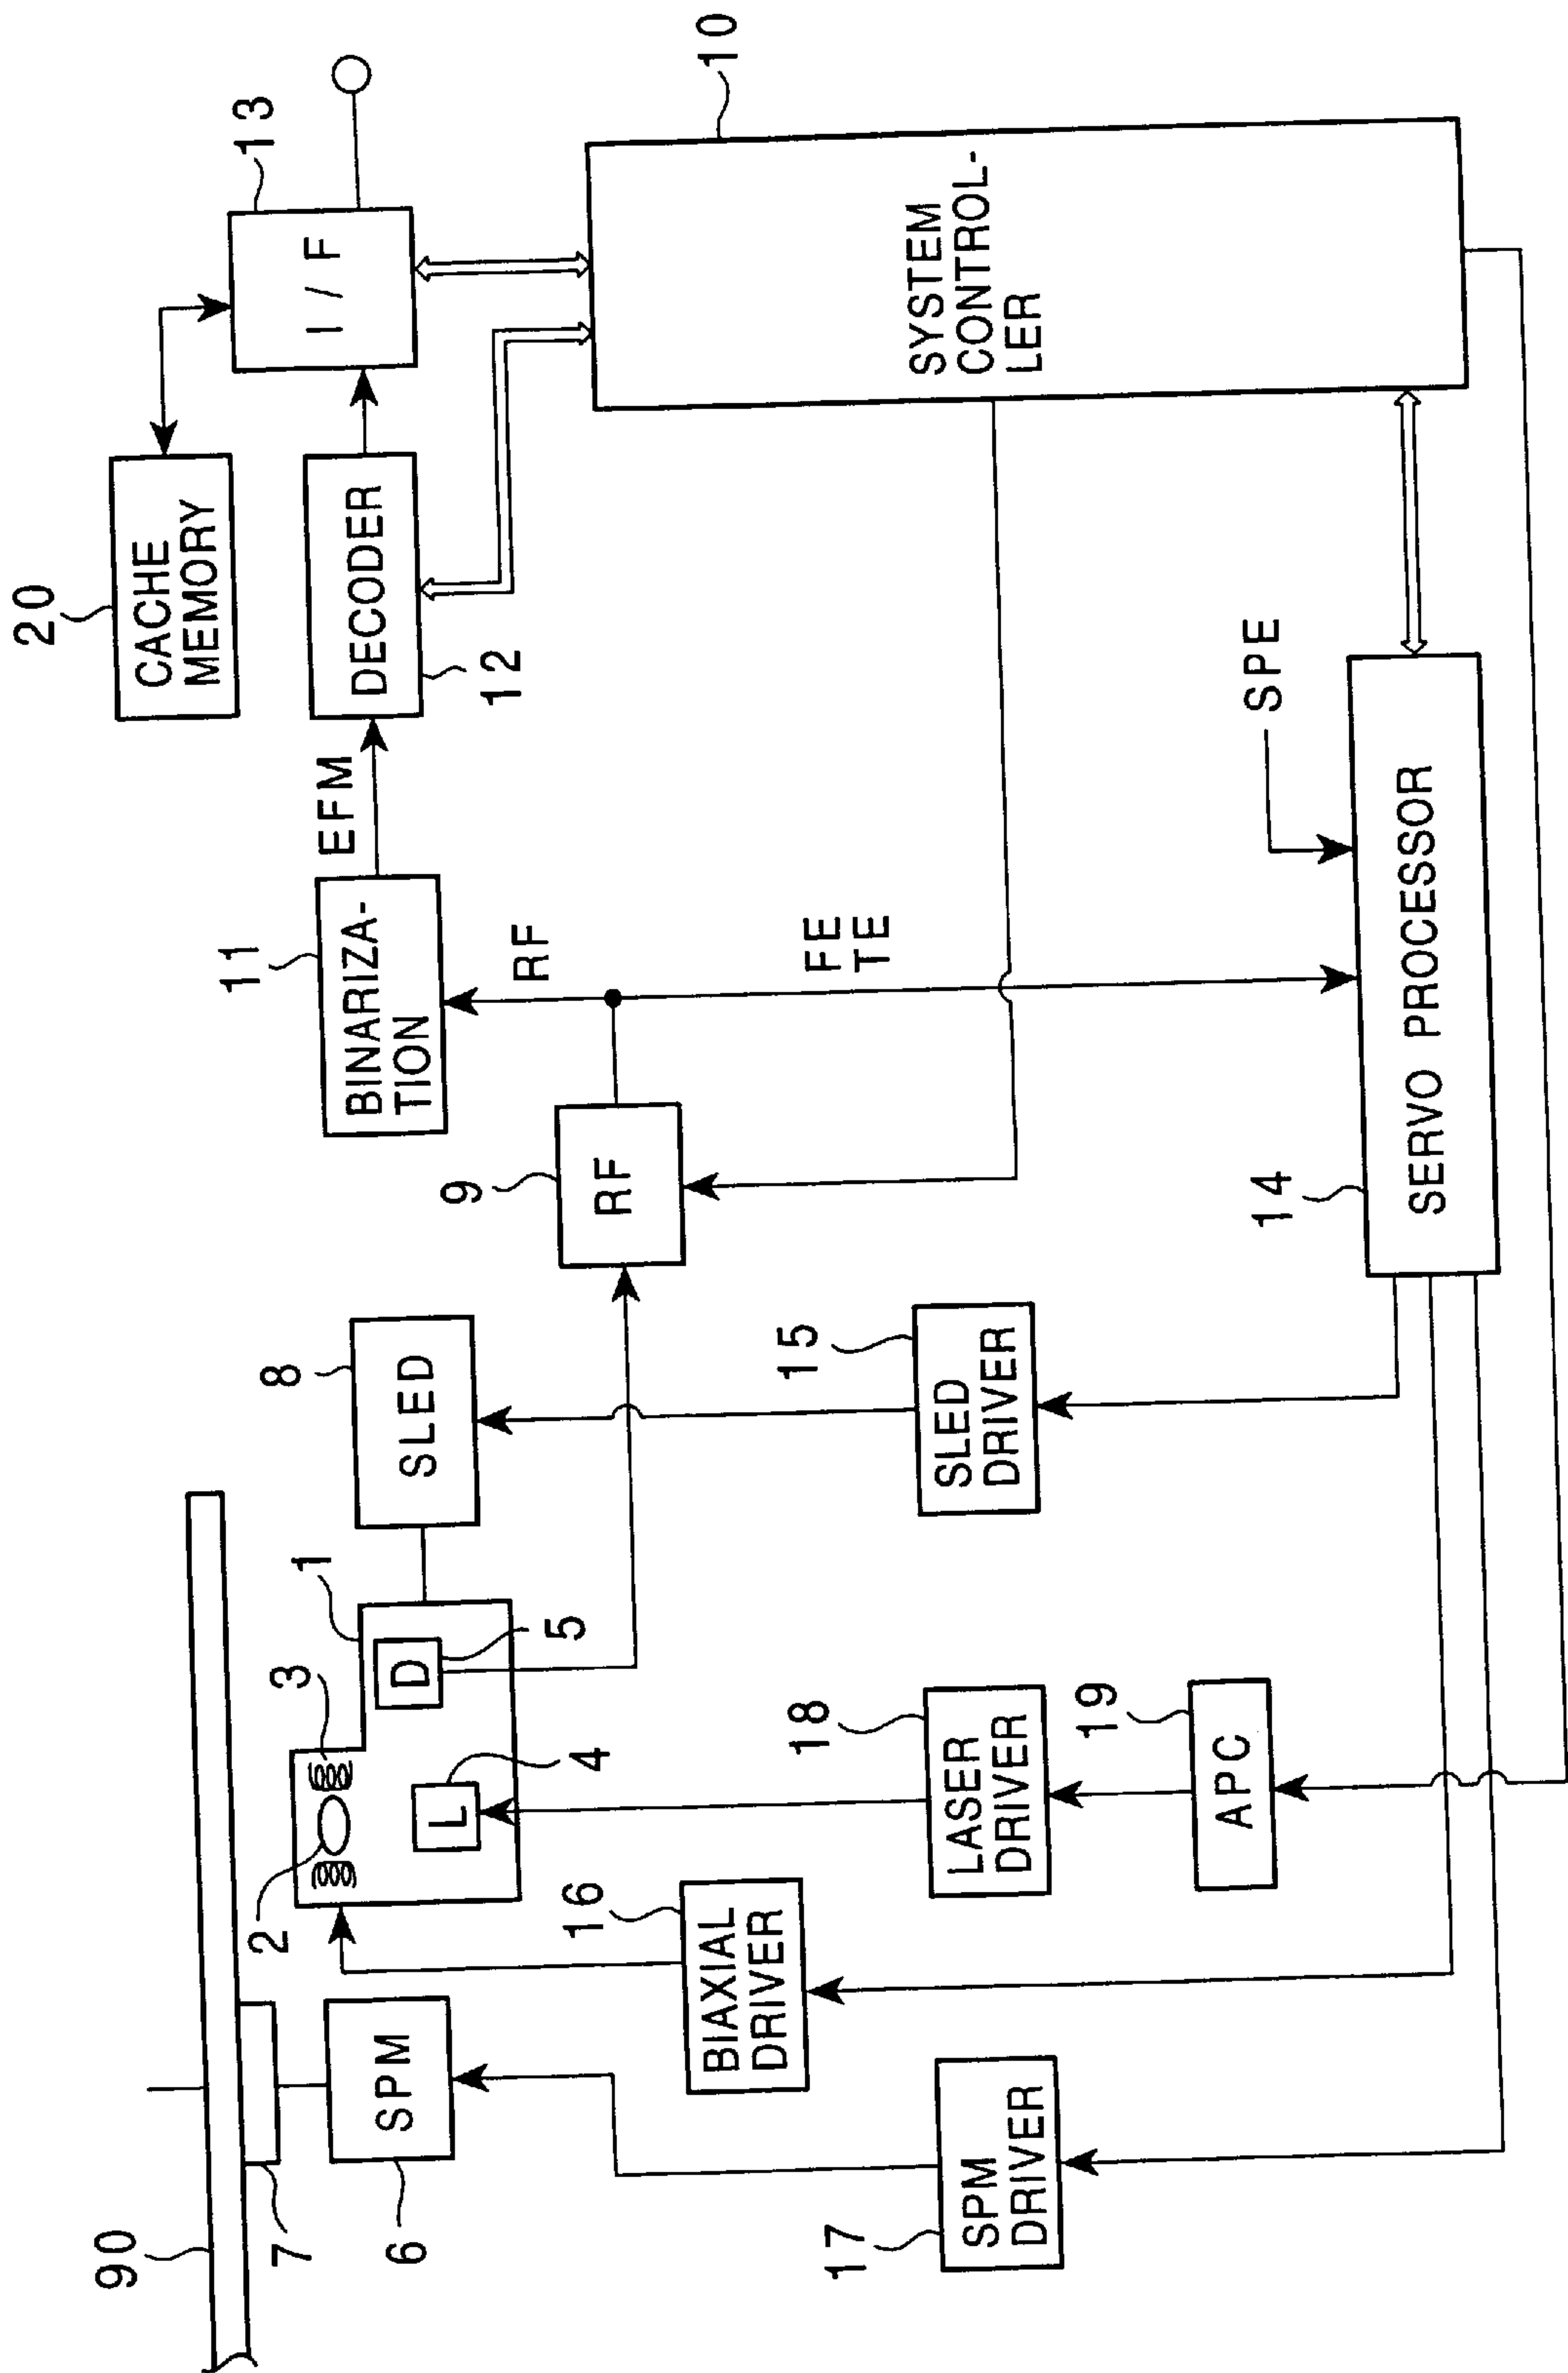 90
7
6
SPM
17
SPM
DRIVER
2
3
1
L
4
D
5
16
BIAXIAL
DRIVER
18
LASER
DRIVER
19
APC
8
SLED
15
SLED
DRIVER
9
RF
11
BINARIZA-
TION
RF
FE
TE
EFM
20
CACHE
MEMORY
DECODER
12
13
I / F
10
SYSTEM
CONTROL-
LER
SPE
14
SERVO PROCESSOR